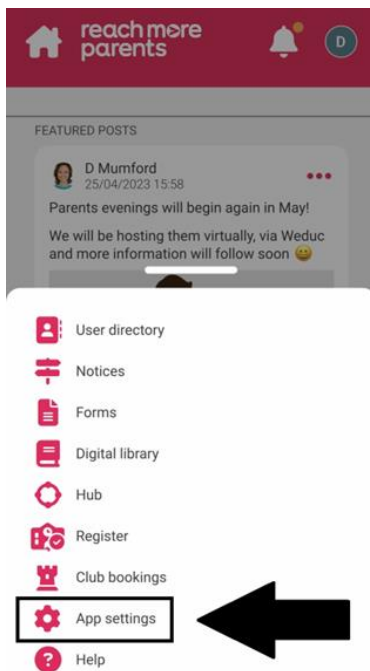 reach more
parents
D
FEATURED POSTS
D Mumford
25/04/2023 15:58
Parents evenings will begin again in May!
We will be hosting them virtually, via Weduc
and more information will follow soon 😀
User directory
Notices
Forms
Digital library
Hub
Register
Club bookings
App settings
? Help